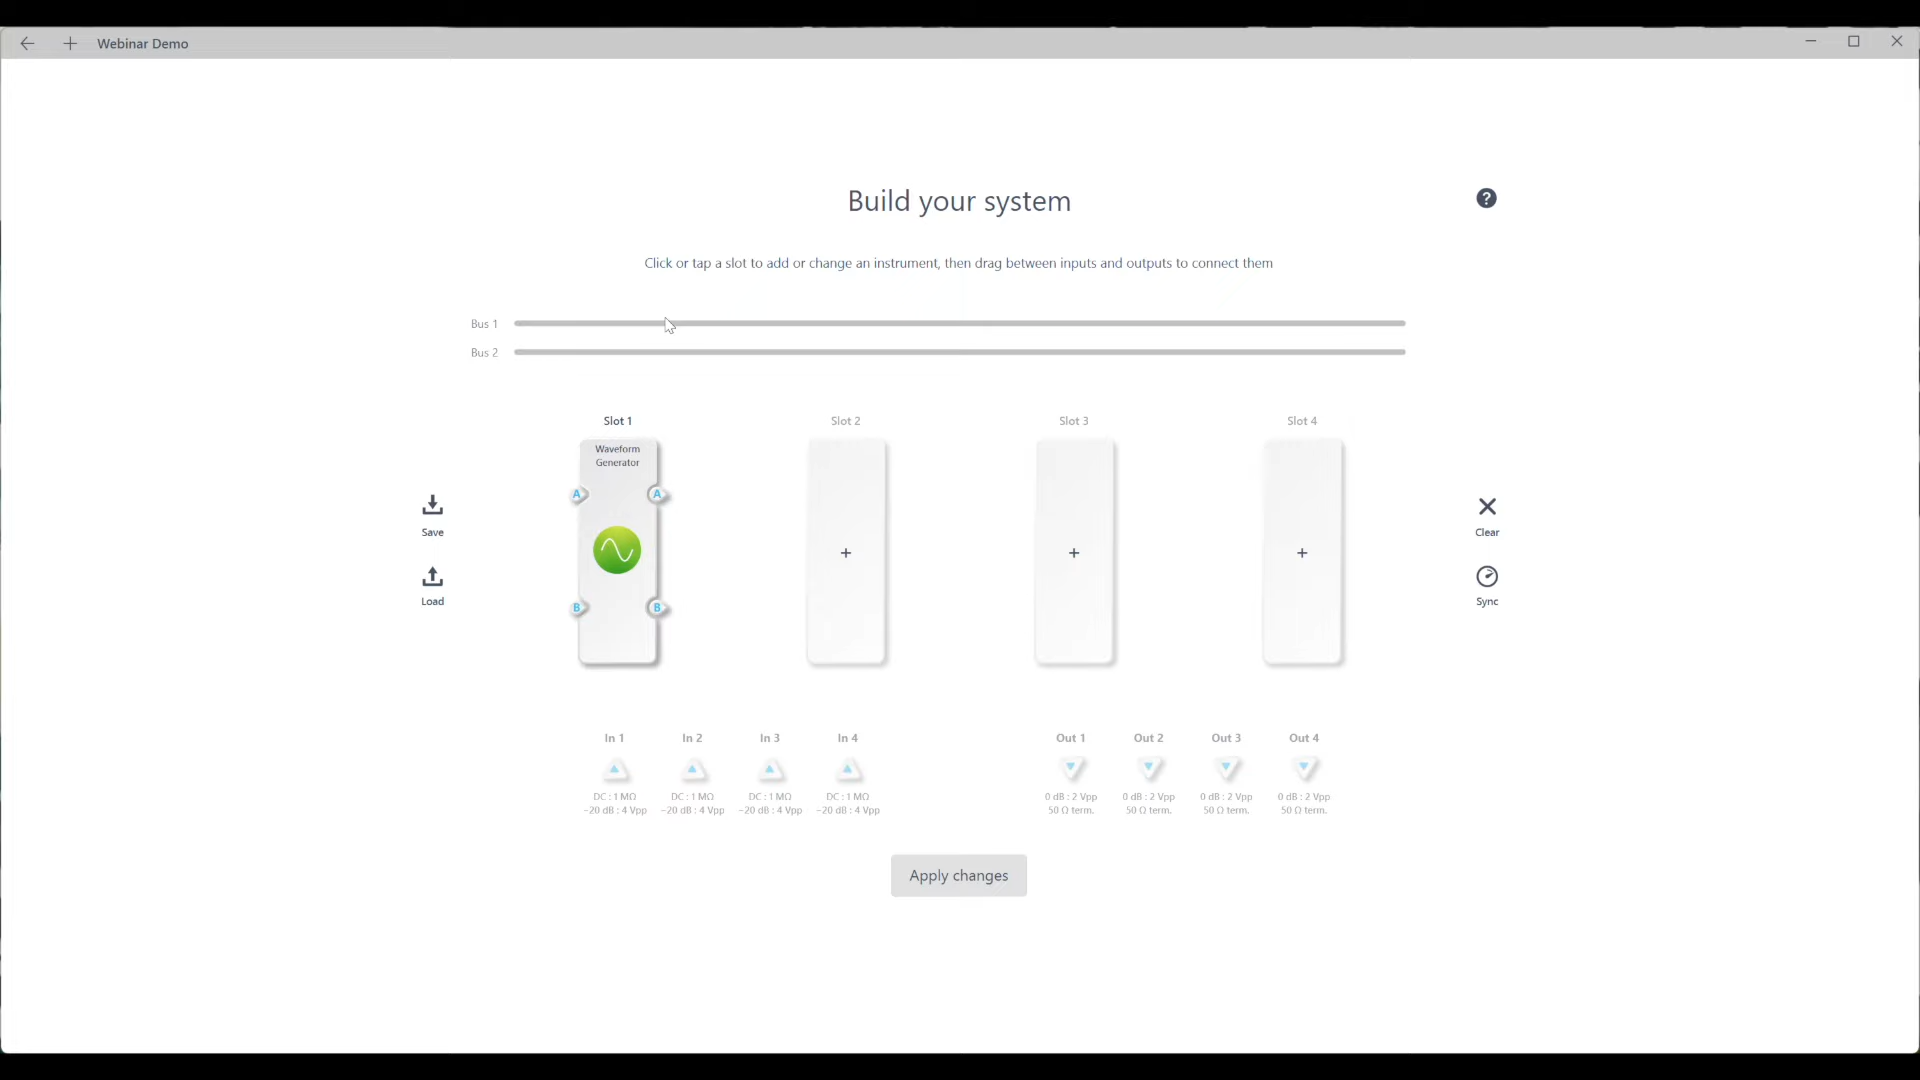 Webinar Demo
Build your system
?
Click or tap a slot to add or change an instrument, then drag between inputs and outputs to connect them
Bus 1
Bus 2
Slot 1
Slot 2
Slot 3
Slot 4
Waveform
Generator
A
A
B
B
+
+
+
Save
Load
Clear
Sync
In 1
In 2
In 3
In 4
Out 1
Out 2
Out 3
Out 4
DC : 1 MΩ
DC : 1 MΩ
DC : 1 MΩ
DC : 1 MΩ
0 dB : 2 Vpp
0 dB : 2 Vpp
0 dB : 2 Vpp
0 dB : 2 Vpp
−20 dB : 4 Vpp
−20 dB : 4 Vpp
−20 dB : 4 Vpp
−20 dB : 4 Vpp
50 Ω term.
50 Ω term.
50 Ω term.
50 Ω term.
Apply changes